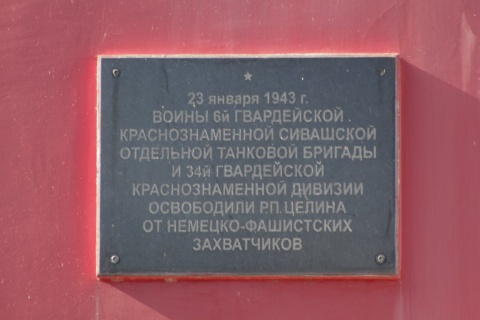 23 января 1943 г.
ВОИНЫ 6й ГВАРДЕЙСКОЙ
КРАСНОЗНАМЕННОЙ СИВАШСКОЙ
ОТДЕЛЬНОЙ ТАНКОВОЙ БРИГАДЫ
И 34й ГВАРДЕЙСКОЙ
КРАСНОЗНАМЕННОЙ ДИВИЗИИ
ОСВОБОДИЛИ Р.П. ЦЕЛИНА
ОТ НЕМЕЦКО-ФАШИСТСКИХ
ЗАХВАТЧИКОВ